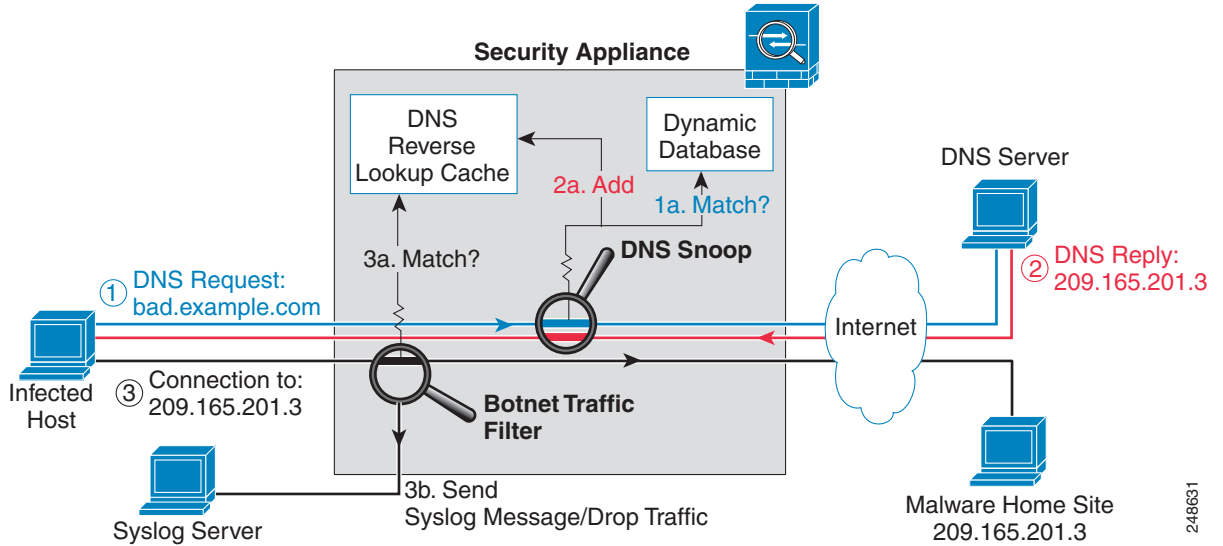 Security Appliance
DNS
Reverse
Lookup Cache
Dynamic
Database
DNS Server
2a. Add
1a. Match?
3a. Match?
DNS Snoop
1 DNS Request:
bad.example.com
2 DNS Reply:
209.165.201.3
Internet
Infected
Host
3 Connection to:
209.165.201.3
Botnet Traffic
Filter
3b. Send
Syslog Message/Drop Traffic
Syslog Server
Malware Home Site
209.165.201.3
248631